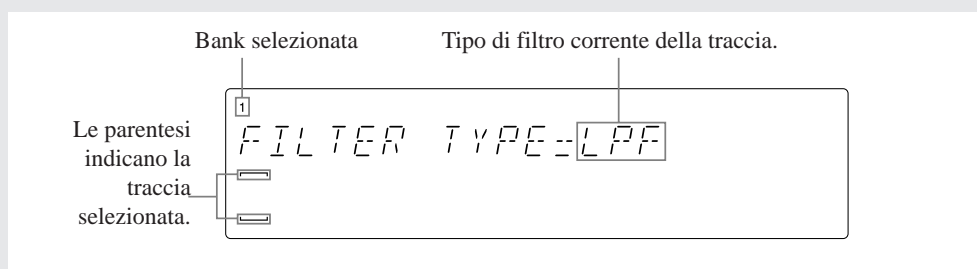 Bank selezionata
Tipo di filtro corrente della traccia.
1
FILTER TYPE=LPF
Le parentesi
indicano la
traccia
selezionata.